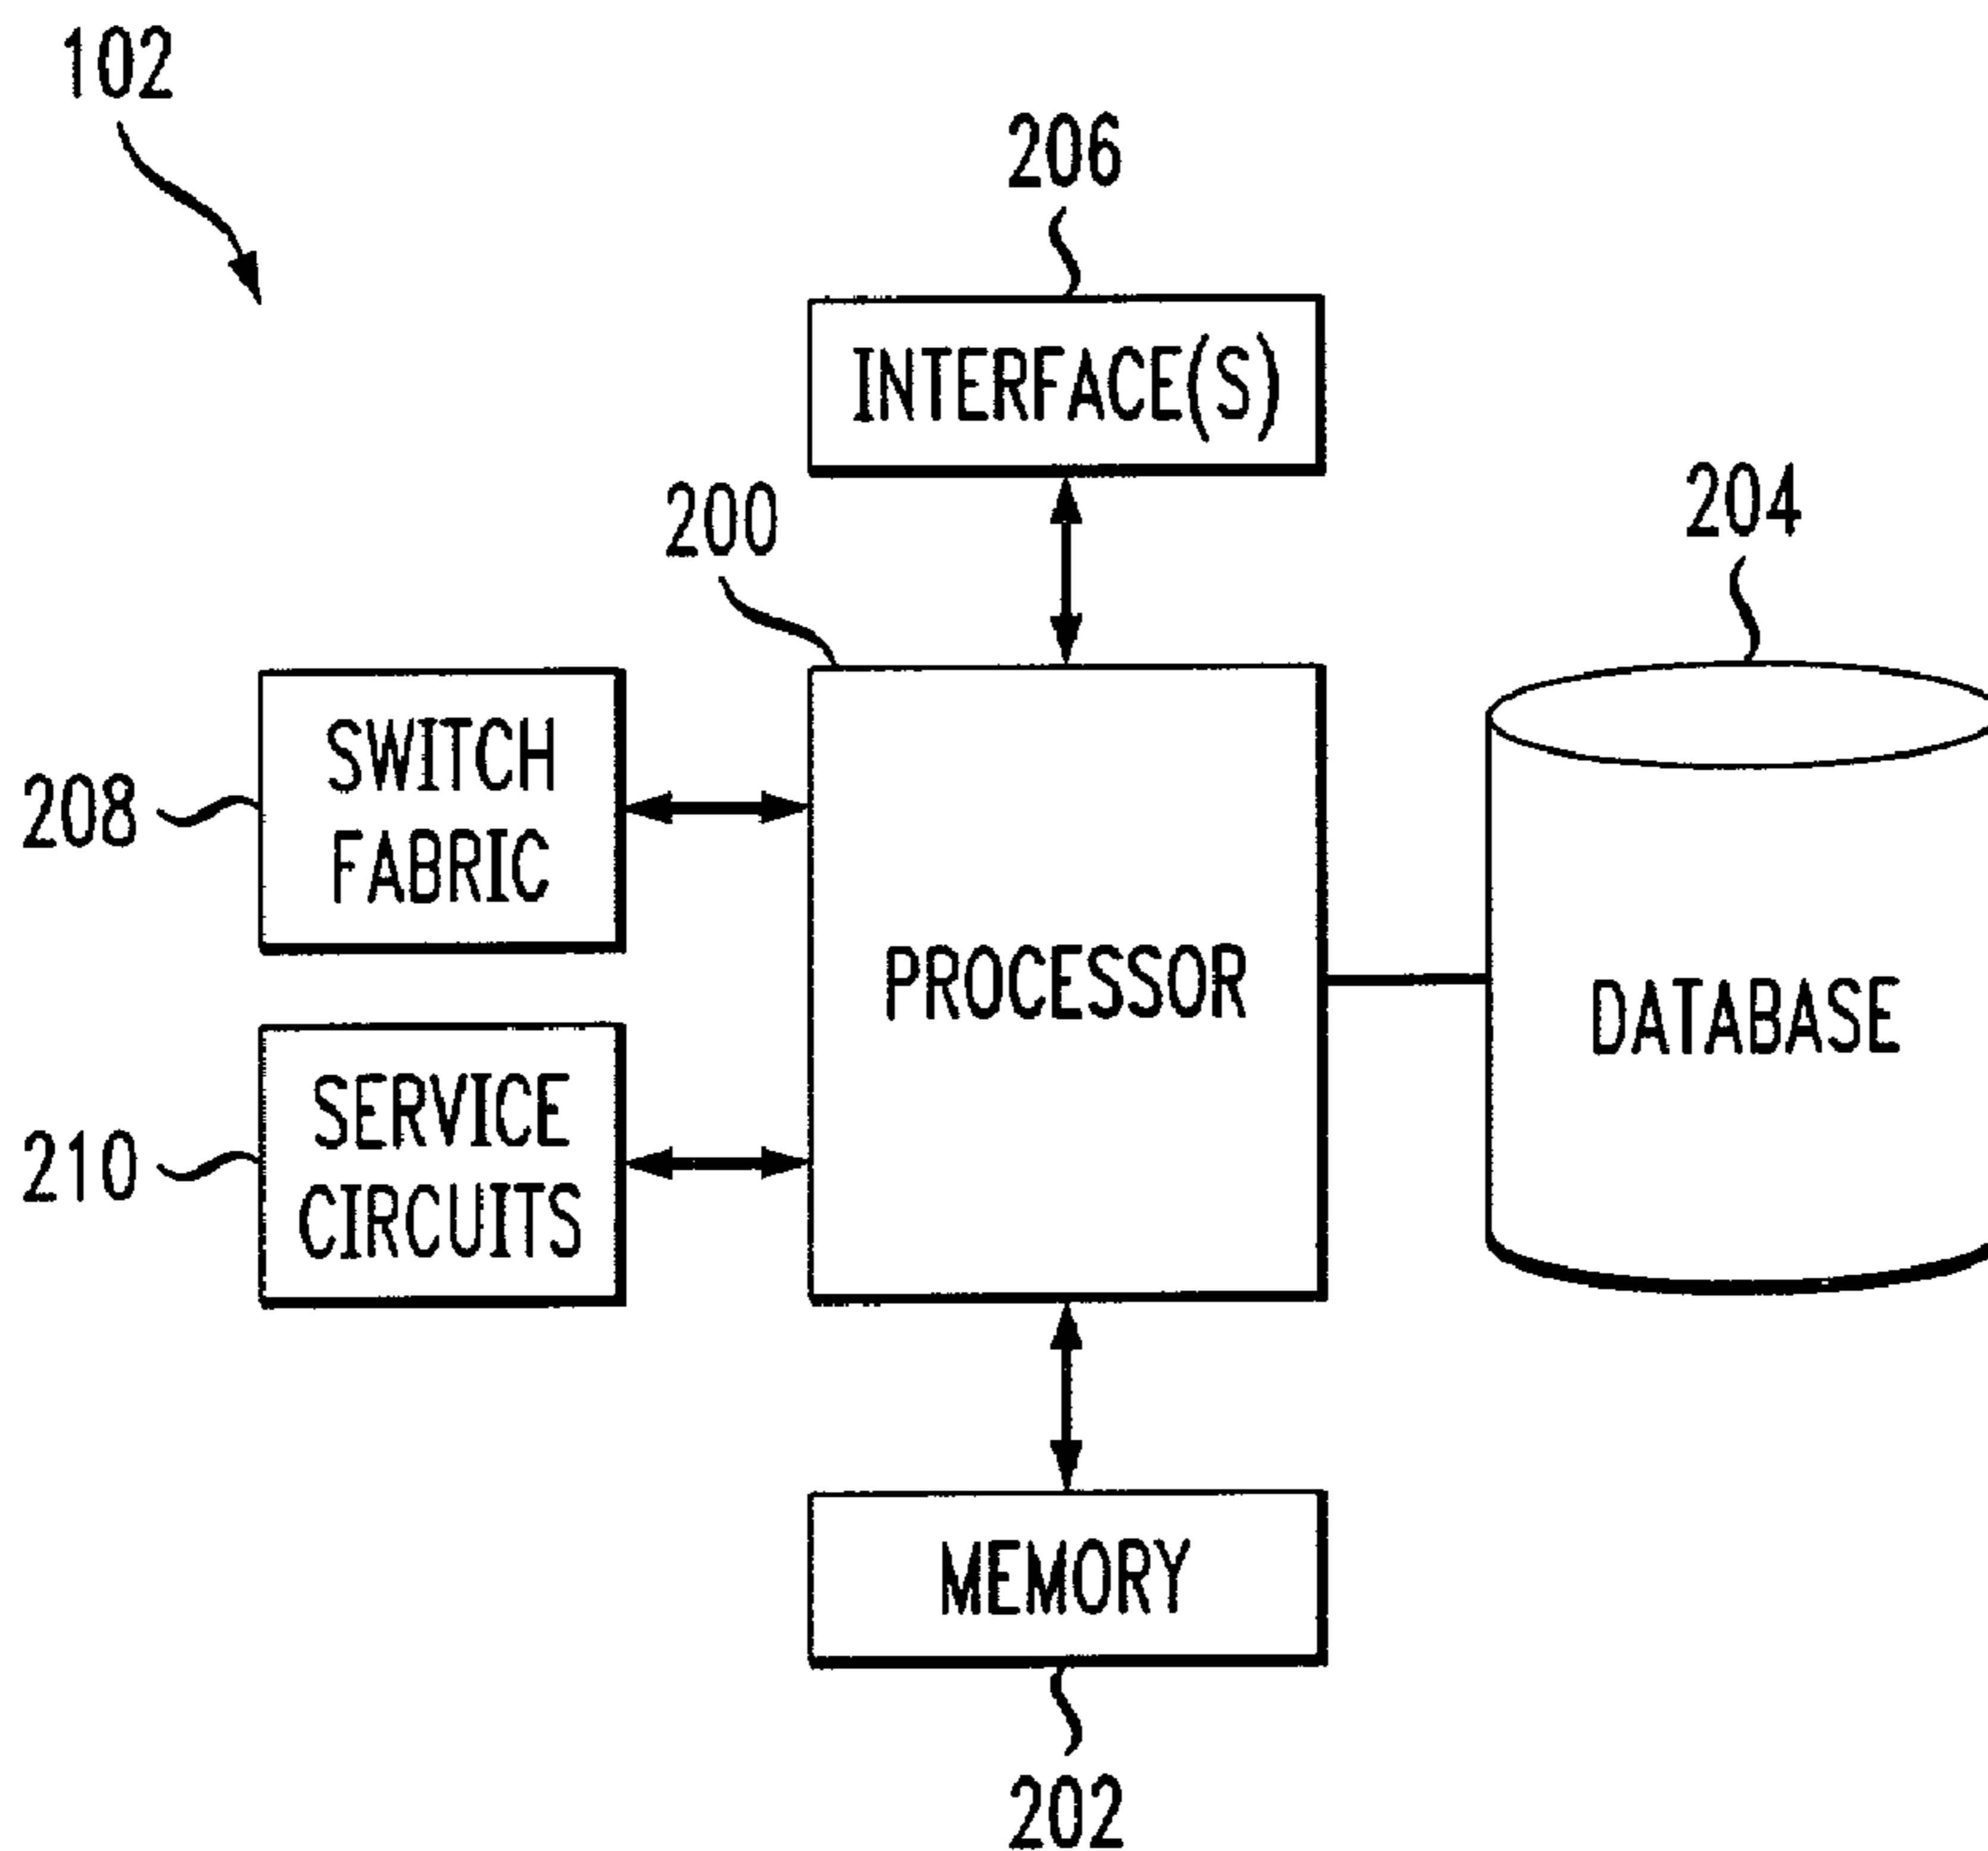 102
206
INTERFACE(S)
200
204
SWITCH
FABRIC
208
PROCESSOR
DATABASE
SERVICE
CIRCUITS
210
MEMORY
202